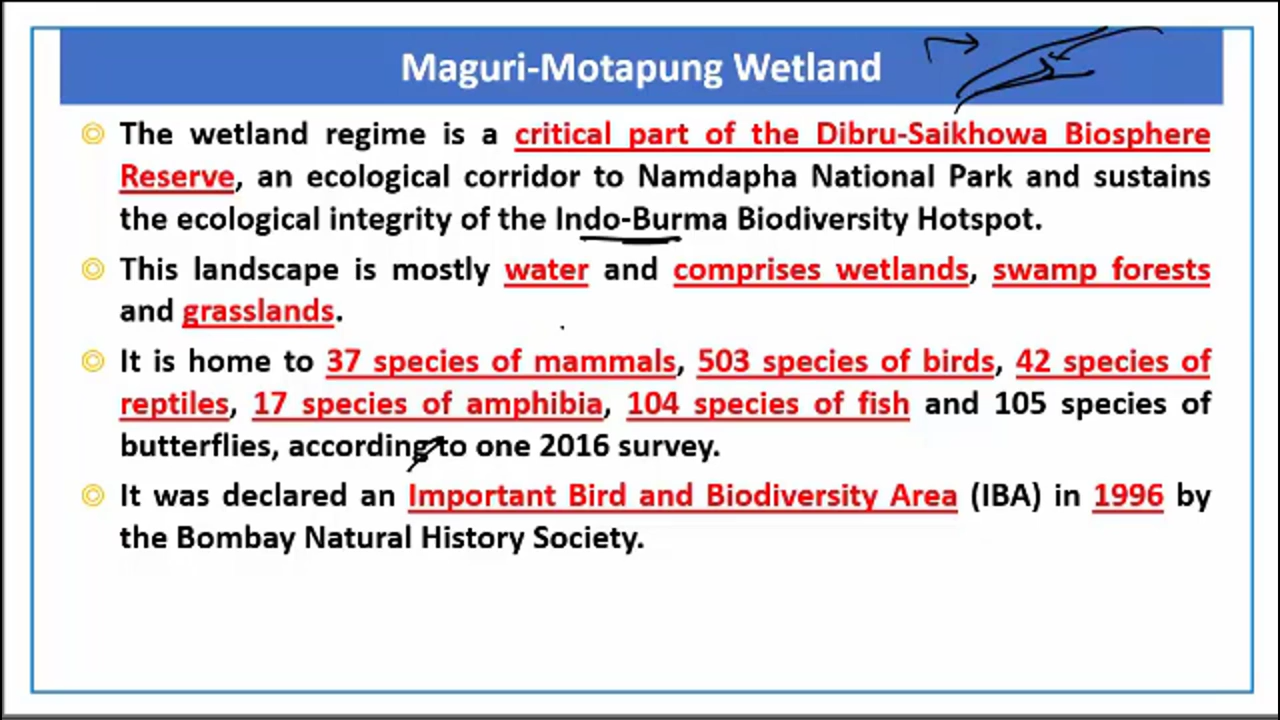 Maguri-Motapung Wetland
The wetland regime is a critical part of the Dibru-Saikhowa Biosphere
Reserve, an ecological corridor to Namdapha National Park and sustains
the ecological integrity of the Indo-Burma Biodiversity Hotspot.
This landscape is mostly water and comprises wetlands, swamp forests
and grasslands.
It is home to 37 species of mammals, 503 species of birds, 42 species of
reptiles, 17 species of amphibia, 104 species of fish and 105 species of
butterflies, according to one 2016 survey.
It was declared an Important Bird and Biodiversity Area (IBA) in 1996 by
the Bombay Natural History Society.